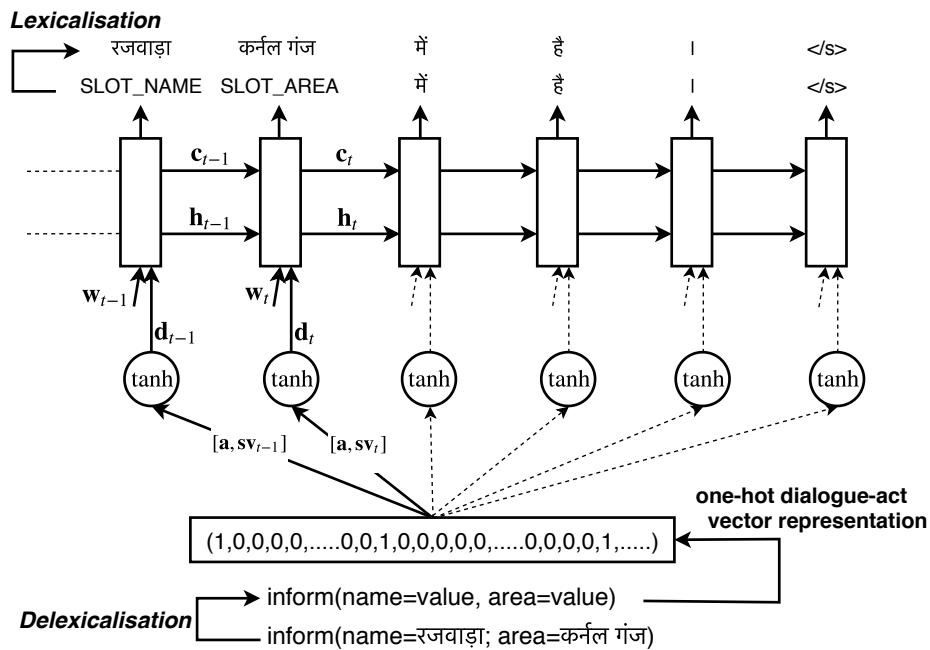 Lexicalisation
रजवाड़ा कर्नल गंज में है । </s>
SLOT_NAME SLOT_AREA में है । </s>
c_{t−1} c_t
h_{t−1} h_t
w_{t−1} w_t
d_{t−1} d_t
tanh tanh tanh tanh tanh tanh
[a, sv_{t−1}] [a, sv_t]
one-hot dialogue-act
vector representation
(1,0,0,0,0,.....0,0,1,0,0,0,0,0,.....0,0,0,0,1,.....)
inform(name=value, area=value)
Delexicalisation
inform(name=रजवाड़ा; area=कर्नल गंज)